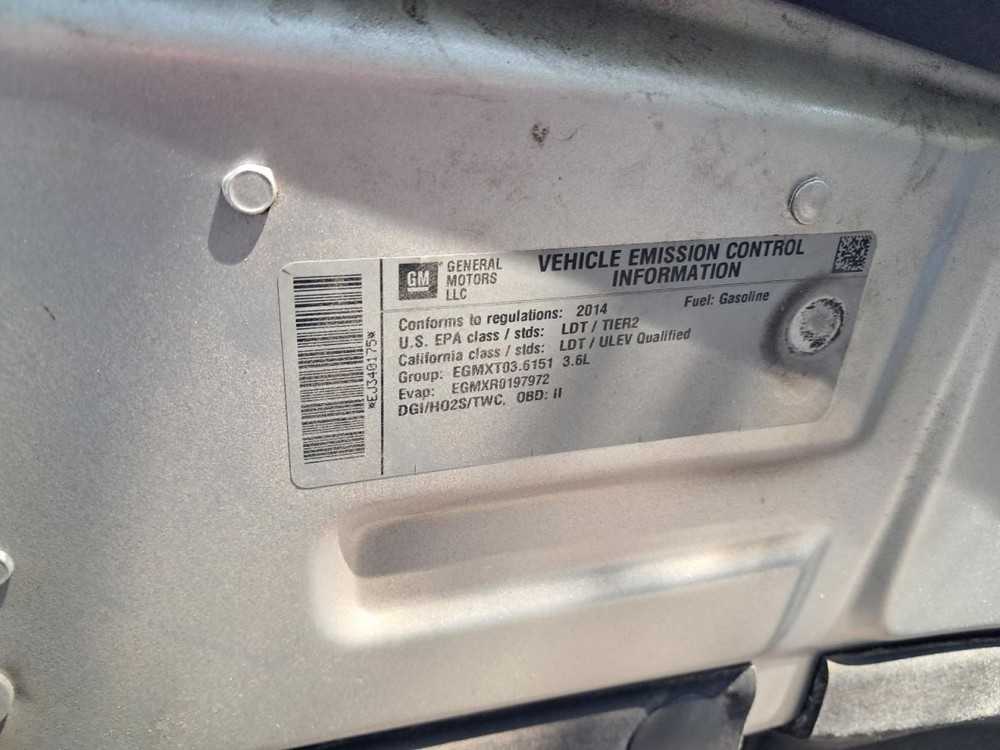 GM
GENERAL
MOTORS
LLC
VEHICLE EMISSION CONTROL
INFORMATION
Fuel: Gasoline
Conforms to regulations: 2014
U.S. EPA class / stds: LDT / TIER2
California class / stds: LDT / ULEV Qualified
Group: EGMXT03.6151 3.6L
Evap: EGMXR0197972
DGI/HO2S/TWC, OBD: II
*EJ340175*